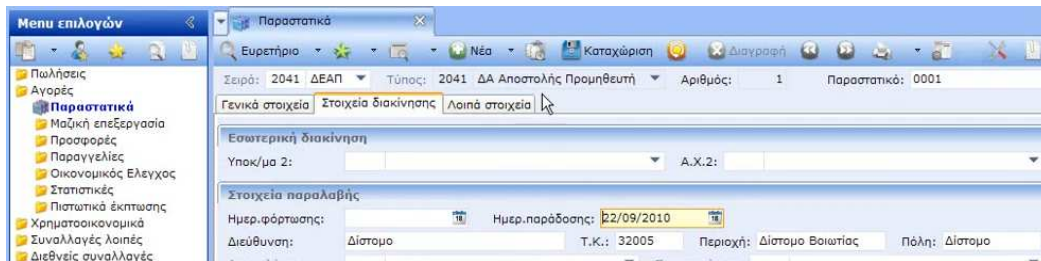 Menu επιλογών
Παραστατικά
Ευρετήριο
Νέα
Καταχώριση
Διαγραφή
Πωλήσεις
Αγορές
Παραστατικά
Μαζική επεξεργασία
Προσφορές
Παραγγελίες
Οικονομικός Ελεγχος
Στατιστικές
Πιστωτικά έκπτωσης
Χρηματοοικονομικά
Συναλλαγές λοιπές
Διεθνείς συναλλαγές
Σειρά: 2041 ΔΕΑΠ Τύπος: 2041 ΔΑ Αποστολής Προμηθευτή Αριθμός: 1 Παραστατικό: 0001
Γενικά στοιχεία Στοιχεία διακίνησης Λοιπά στοιχεία
Εσωτερική διακίνηση
Υποκ/μα 2: Α.Χ.2:
Στοιχεία παραλαβής
Ημερ.φόρτωσης: Ημερ.παράδοσης: 22/09/2010
Διεύθυνση: Δίστομο Τ.Κ.: 32005 Περιοχή: Δίστομο Βοιωτίας Πόλη: Δίστομο